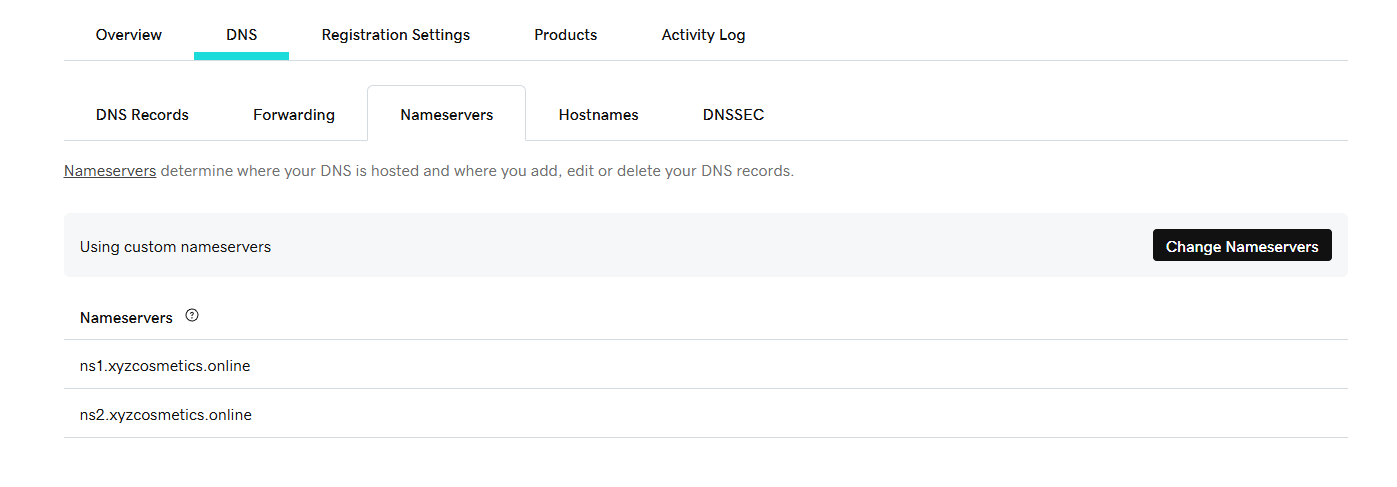 Overview DNS Registration Settings Products Activity Log
DNS Records Forwarding Nameservers Hostnames DNSSEC
Nameservers determine where your DNS is hosted and where you add, edit or delete your DNS records.
Using custom nameservers Change Nameservers
Nameservers ?
ns1.xyzcosmetics.online
ns2.xyzcosmetics.online